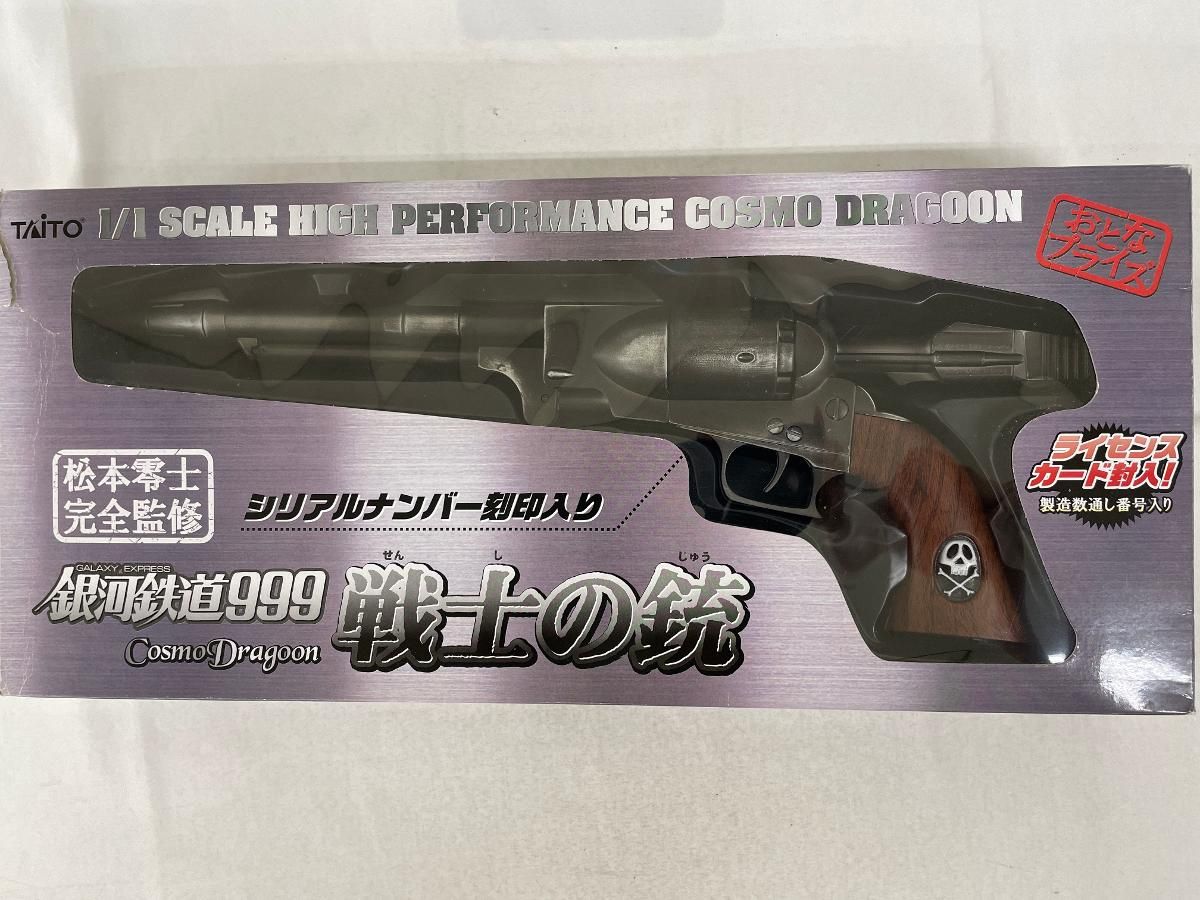 TAITO
1/1 SCALE HIGH PERFORMANCE COSMO DRAGOON
おとな
プライズ
松本零士
完全監修
シリアルナンバー刻印入り
ライセンス
カード封入!
製造数通し番号入り
GALAXY EXPRESS
銀河鉄道999
Cosmo Dragoon
せん し じゅう
戦士の銃